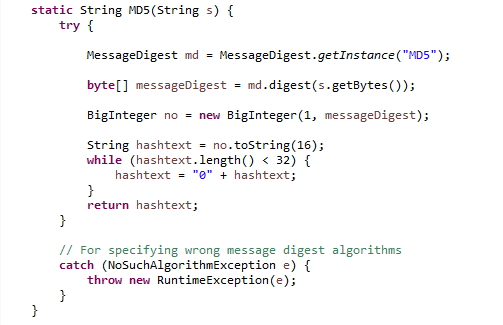 static String MD5(String s) {
    try {
        MessageDigest md = MessageDigest.getInstance("MD5");
        byte[] messageDigest = md.digest(s.getBytes());
        BigInteger no = new BigInteger(1, messageDigest);
        String hashtext = no.toString(16);
        while (hashtext.length() < 32) {
            hashtext = "0" + hashtext;
        }
        return hashtext;
    }
    // For specifying wrong message digest algorithms
    catch (NoSuchAlgorithmException e) {
        throw new RuntimeException(e);
    }
}